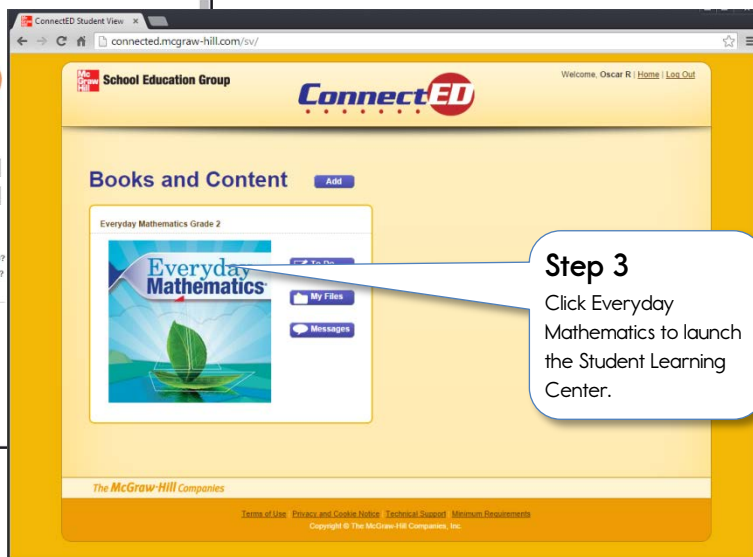 ConnectED Student View
connected.mcgraw-hill.com/sv/
Mc
Graw
Hill
School Education Group
ConnectED
Welcome, Oscar R | Home | Log Out
Books and Content
Add
Everyday Mathematics Grade 2
Everyday
Mathematics
To Do
My Files
Messages
Step 3
Click Everyday
Mathematics to launch
the Student Learning
Center.
The McGraw-Hill Companies
Terms of Use Privacy and Cookie Notice Technical Support Minimum Requirements
Copyright © The McGraw-Hill Companies, Inc.
?
?